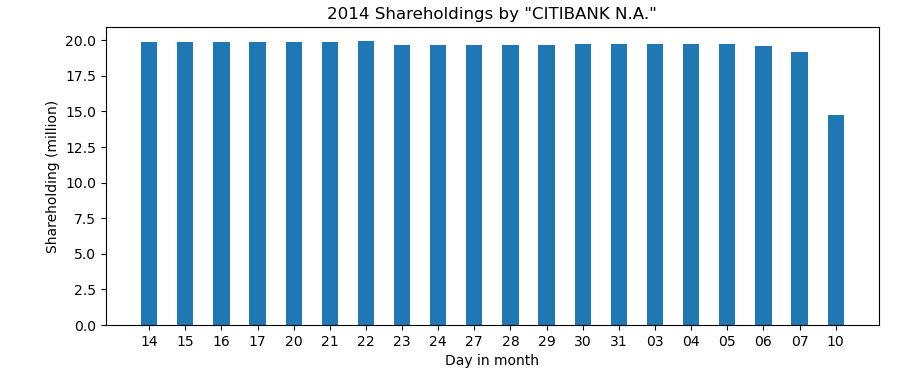 2014 Shareholdings by "CITIBANK N.A."
Shareholding (million)
20.0
17.5
15.0
12.5
10.0
7.5
5.0
2.5
0.0
14 15 16 17 20 21 22 23 24 27 28 29 30 31 03 04 05 06 07 10
Day in month